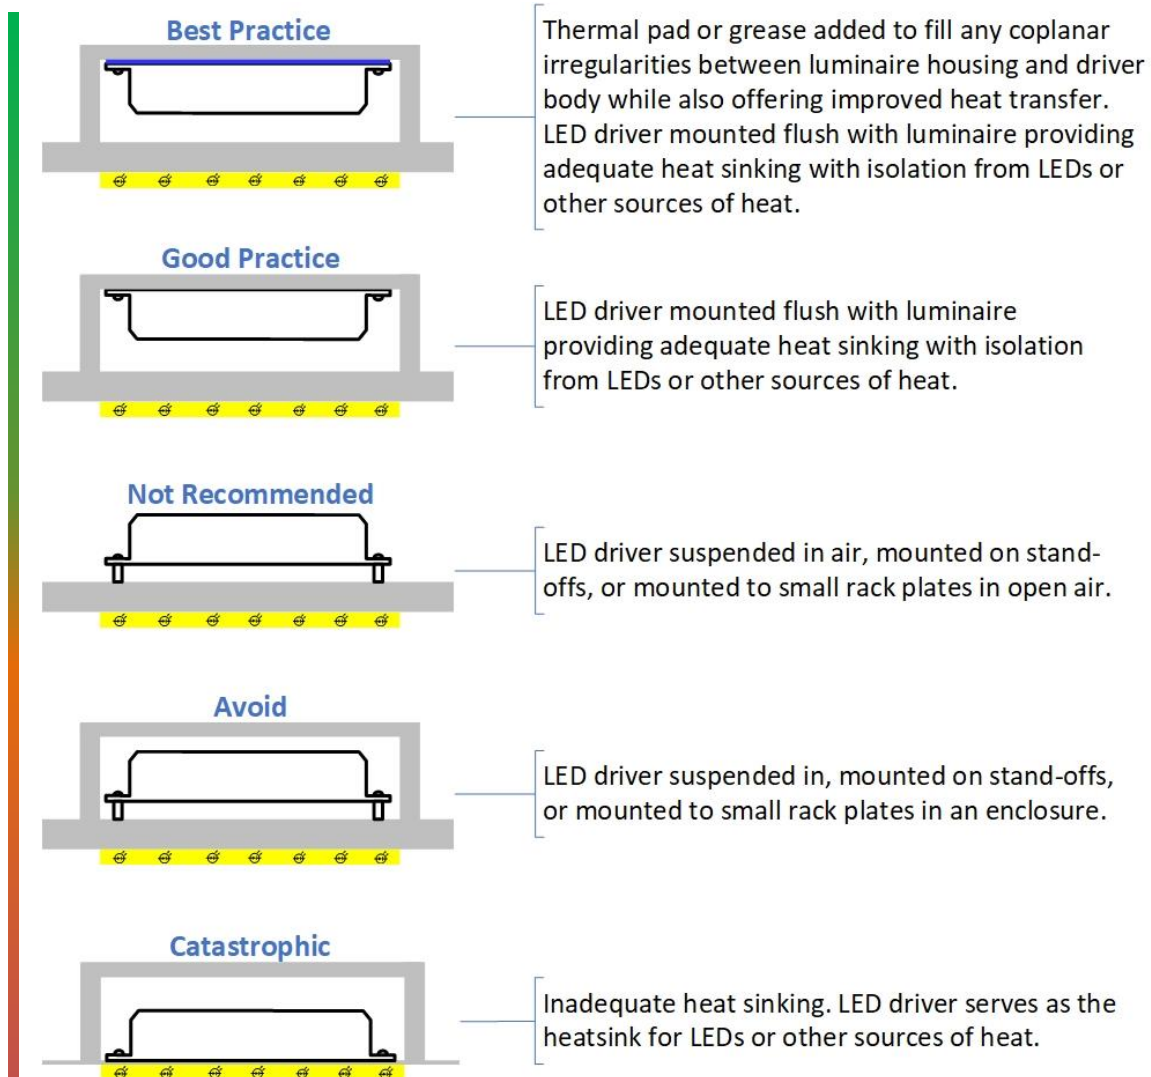 Best Practice
Thermal pad or grease added to fill any coplanar
irregularities between luminaire housing and driver
body while also offering improved heat transfer.
LED driver mounted flush with luminaire providing
adequate heat sinking with isolation from LEDs or
other sources of heat.
Good Practice
LED driver mounted flush with luminaire
providing adequate heat sinking with isolation
from LEDs or other sources of heat.
Not Recommended
LED driver suspended in air, mounted on stand-
offs, or mounted to small rack plates in open air.
Avoid
LED driver suspended in, mounted on stand-offs,
or mounted to small rack plates in an enclosure.
Catastrophic
Inadequate heat sinking. LED driver serves as the
heatsink for LEDs or other sources of heat.